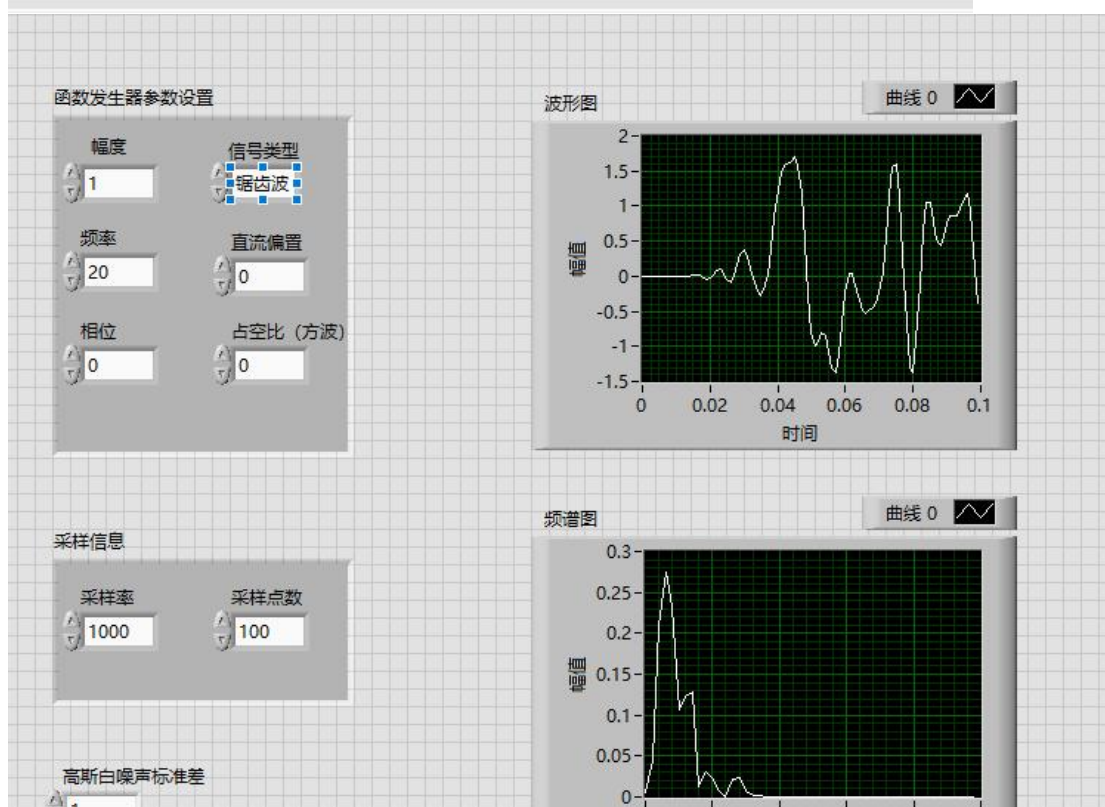 函数发生器参数设置
幅度
信号类型
1
锯齿波
频率
直流偏置
20
0
相位
占空比（方波）
0
0
波形图
曲线 0
幅值
2
1.5
1
0.5
0
-0.5
-1
-1.5
0
0.02
0.04
0.06
0.08
0.1
时间
采样信息
采样率
采样点数
1000
100
频谱图
曲线 0
幅值
0.3
0.25
0.2
0.15
0.1
0.05
0
高斯白噪声标准差